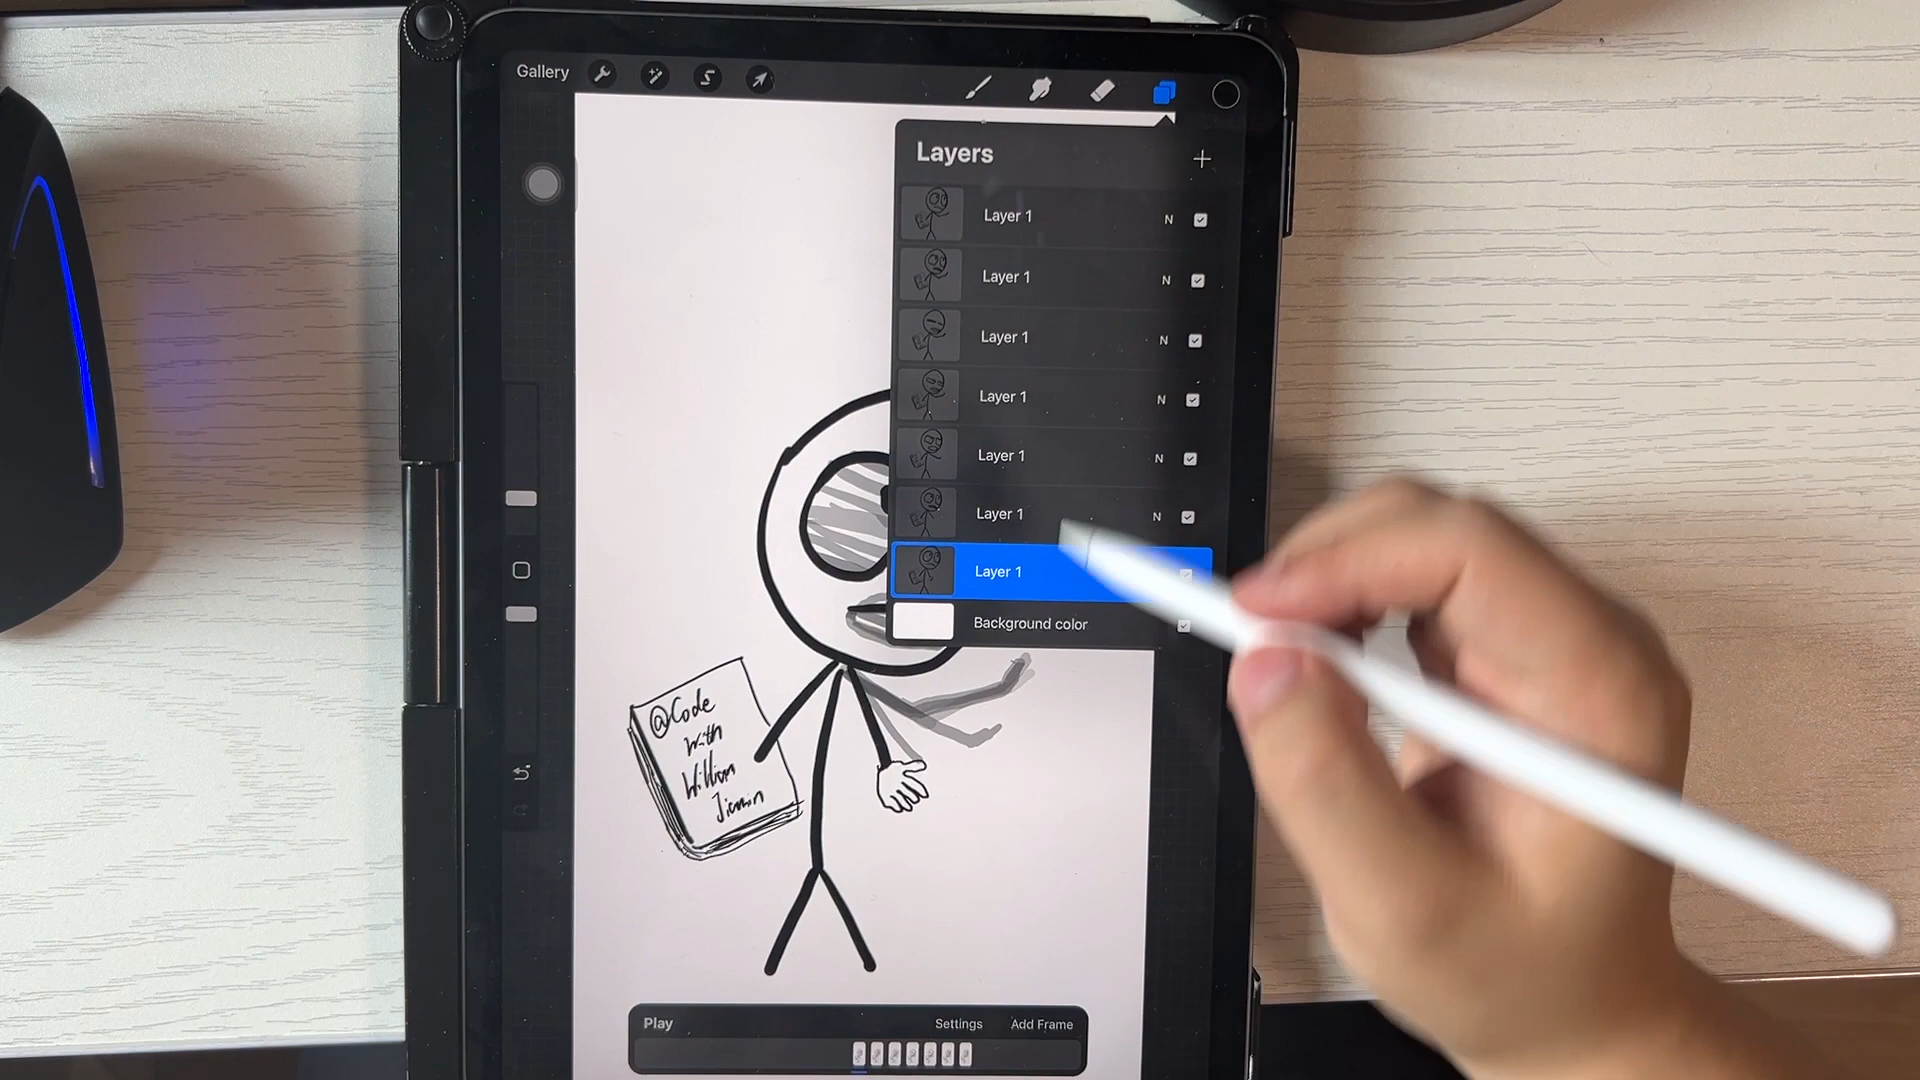 Gallery
Layers
Layer 1 N
Layer 1 N
Layer 1 N
Layer 1 N
Layer 1 N
Layer 1 N
Layer 1
Background color
@Code
with
William
Jiamin
Play Settings Add Frame